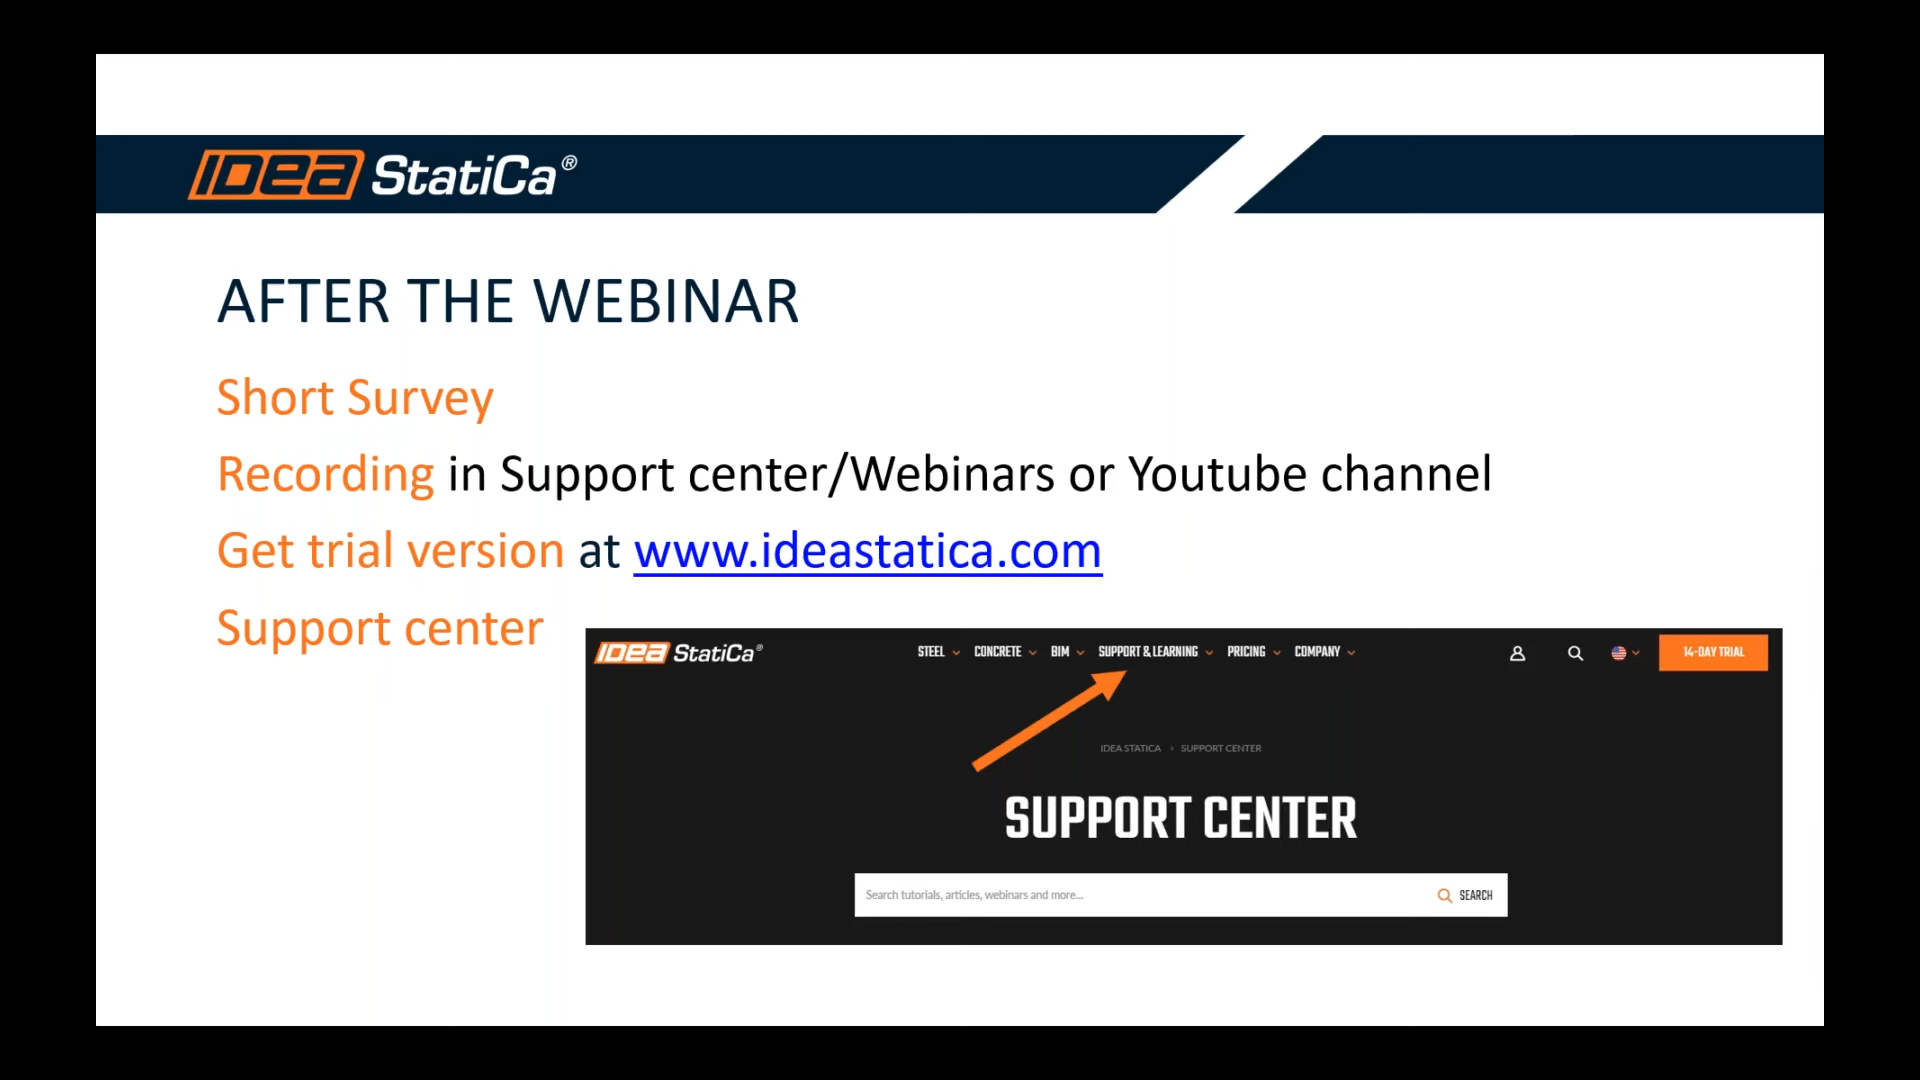 IDEA StatiCa®
AFTER THE WEBINAR
Short Survey
Recording in Support center/Webinars or Youtube channel
Get trial version at www.ideastatica.com
Support center
IDEA StatiCa®
STEEL CONCRETE BIM SUPPORT & LEARNING PRICING COMPANY 14-DAY TRIAL
IDEA STATICA › SUPPORT CENTER
SUPPORT CENTER
Search tutorials, articles, webinars and more... SEARCH